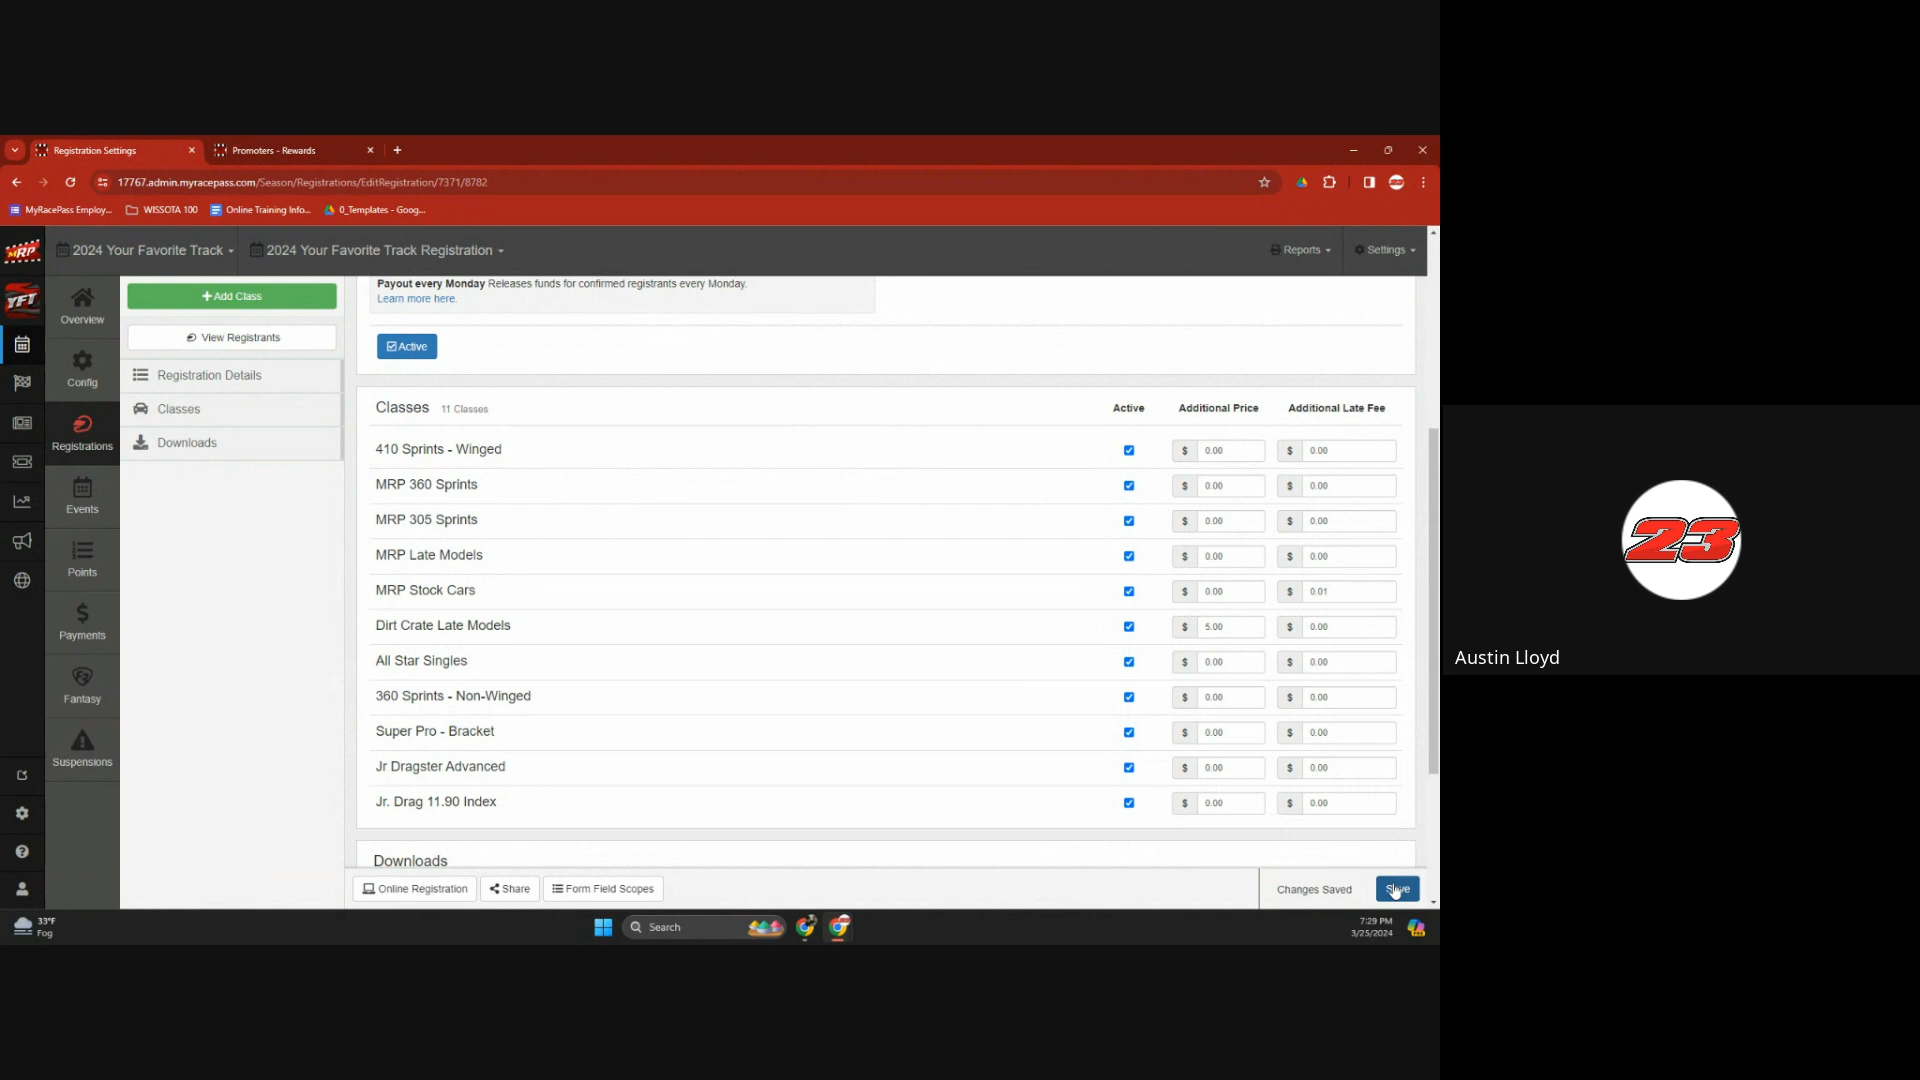 Registration Settings
Promoters - Rewards
17767.admin.myracepass.com/Season/Registrations/EditRegistration/7371/8782
MyRacePass Employ...
WISSOTA 100
Online Training Info...
0_Templates - Goog...
MRP
2024 Your Favorite Track
2024 Your Favorite Track Registration
Reports
Settings
YFT
Overview
Config
Registrations
Events
Points
Payments
Fantasy
Suspensions
Add Class
View Registrants
Registration Details
Classes
Downloads
Payout every Monday Releases funds for confirmed registrants every Monday.
Learn more here.
Active
Classes 11 Classes Active Additional Price Additional Late Fee
410 Sprints - Winged $ 0.00 $ 0.00
MRP 360 Sprints $ 0.00 $ 0.00
MRP 305 Sprints $ 0.00 $ 0.00
MRP Late Models $ 0.00 $ 0.00
MRP Stock Cars $ 0.00 $ 0.01
Dirt Crate Late Models $ 5.00 $ 0.00
All Star Singles $ 0.00 $ 0.00
360 Sprints - Non-Winged $ 0.00 $ 0.00
Super Pro - Bracket $ 0.00 $ 0.00
Jr Dragster Advanced $ 0.00 $ 0.00
Jr. Drag 11.90 Index $ 0.00 $ 0.00
Downloads
Online Registration
Share
Form Field Scopes
Changes Saved
Save
33°F
Fog
Search
7:29 PM
3/25/2024
23
Austin Lloyd